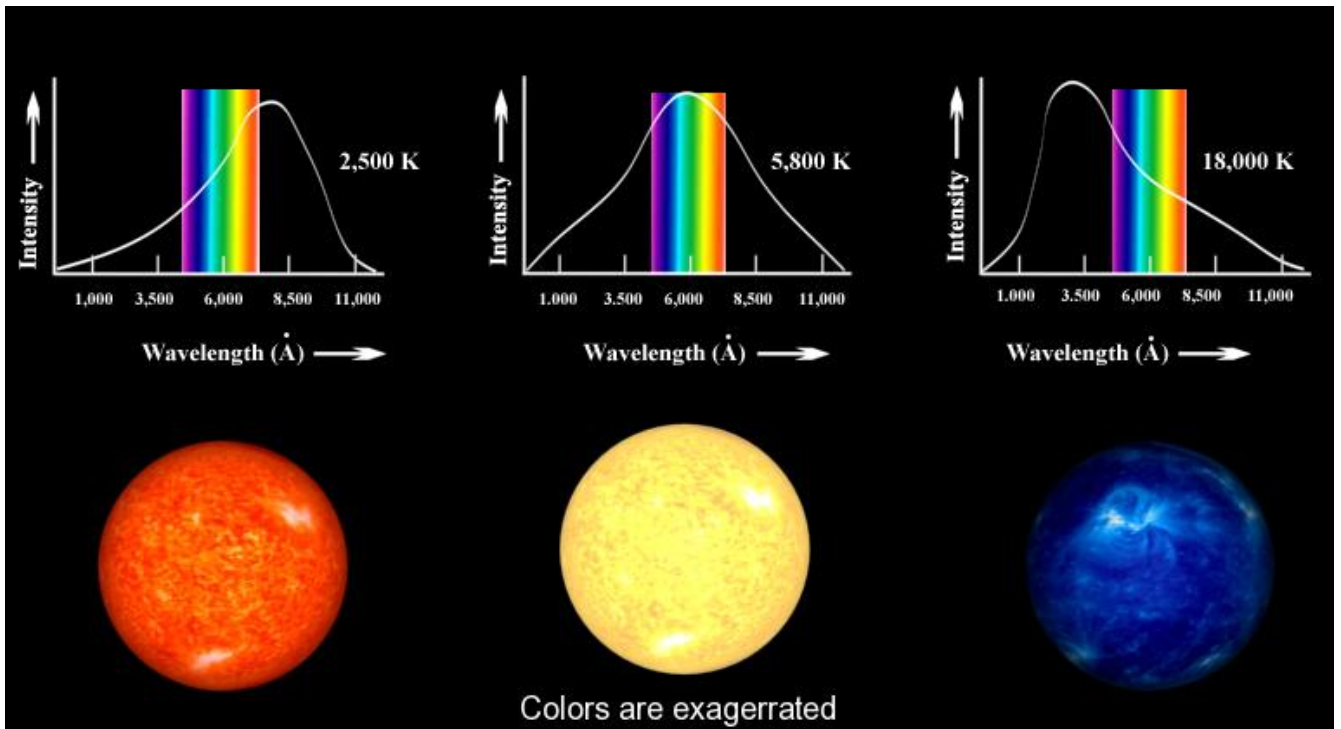 Intensity
2,500 K
1,000 3,500 6,000 8,500 11,000
Wavelength (Å)
Intensity
5,800 K
1.000 3.500 6,000 8,500 11,000
Wavelength (Å)
Intensity
18,000 K
1.000 3.500 6,000 8,500 11,000
Wavelength (Å)
Colors are exagerrated